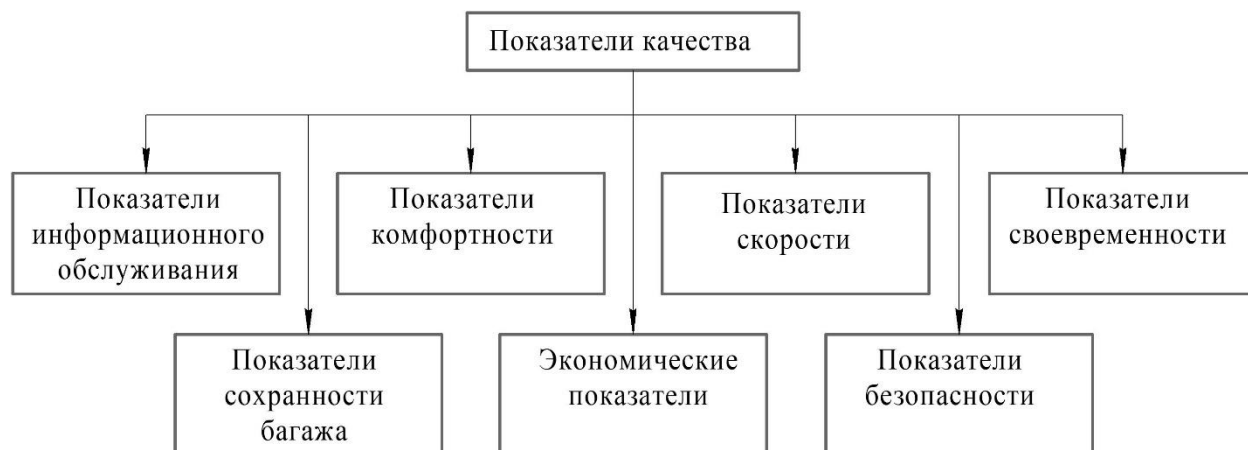 Показатели качества
Показатели
информационного
обслуживания
Показатели
комфортности
Показатели
скорости
Показатели
своевременности
Показатели
сохранности
багажа
Экономические
показатели
Показатели
безопасности